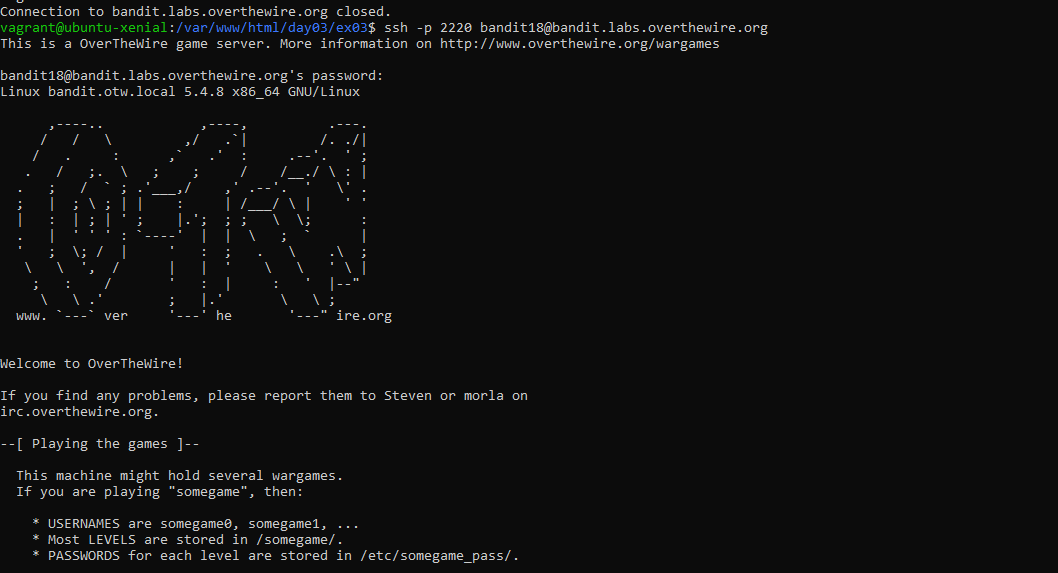 Connection to bandit.labs.overthewire.org closed.
vagrant@ubuntu-xenial:/var/www/html/day03/ex03$ ssh -p 2220 bandit18@bandit.labs.overthewire.org
This is a OverTheWire game server. More information on http://www.overthewire.org/wargames
bandit18@bandit.labs.overthewire.org's password:
Linux bandit.otw.local 5.4.8 x86_64 GNU/Linux
www. ver he ire.org
Welcome to OverTheWire!
If you find any problems, please report them to Steven or morla on
irc.overthewire.org.
--[ Playing the games ]--
This machine might hold several wargames.
If you are playing "somegame", then:
* USERNAMES are somegame0, somegame1, ...
* Most LEVELS are stored in /somegame/.
* PASSWORDS for each level are stored in /etc/somegame_pass/.